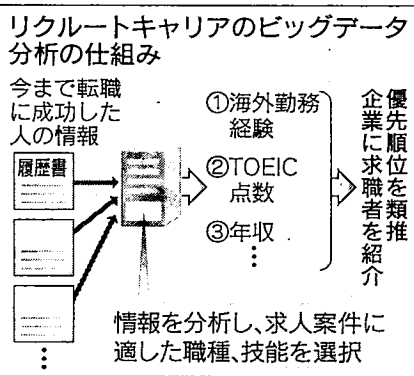 リクルートキャリアのビッグデータ
分析の仕組み
今まで転職
に成功した
人の情報
履歴書
①海外勤務
経験
②TOEIC
点数
③年収
⋮
優先順位を類推
企業に求職者を紹介
情報を分析し、求人案件に
適した職種、技能を選択
⋮